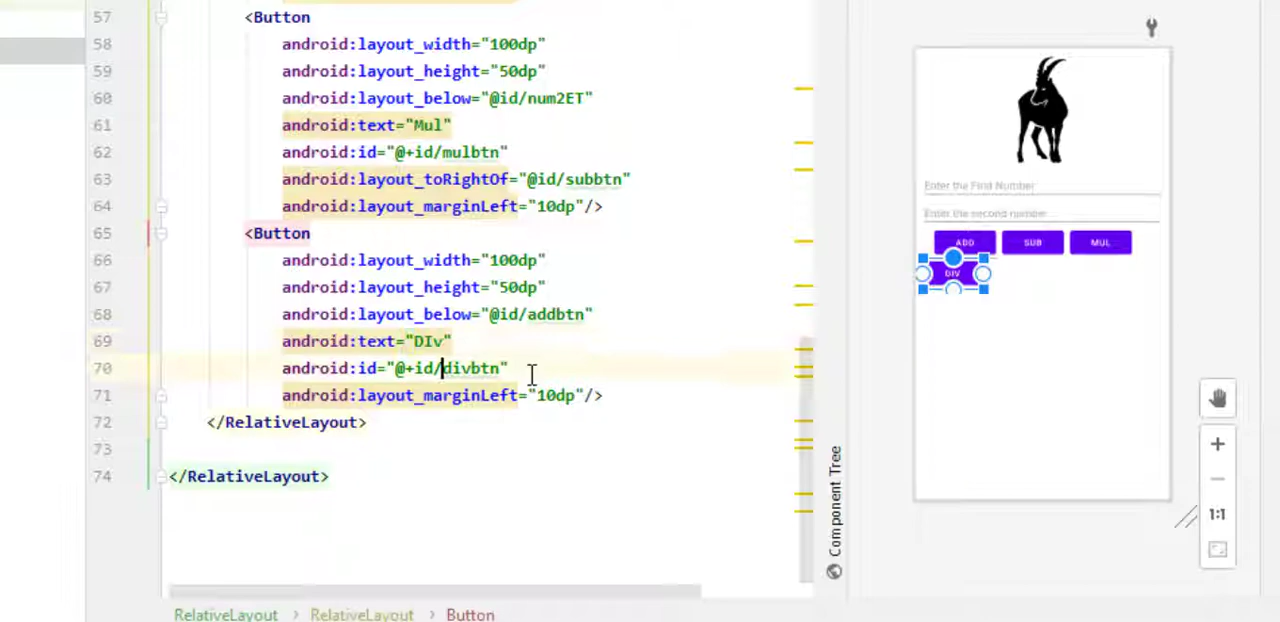 57 <Button
58 android:layout_width="100dp"
59 android:layout_height="50dp"
60 android:layout_below="@id/num2ET"
61 android:text="Mul"
62 android:id="@+id/mulbtn"
63 android:layout_toRightOf="@id/subbtn"
64 android:layout_marginLeft="10dp"/>
65 <Button
66 android:layout_width="100dp"
67 android:layout_height="50dp"
68 android:layout_below="@id/addbtn"
69 android:text="DIv"
70 android:id="@+id/divbtn"
71 android:layout_marginLeft="10dp"/>
72 </RelativeLayout>
73
74 </RelativeLayout>
RelativeLayout > RelativeLayout > Button
Component Tree
Enter the First Number
Enter the second number
ADD SUB MUL
DIV
1:1